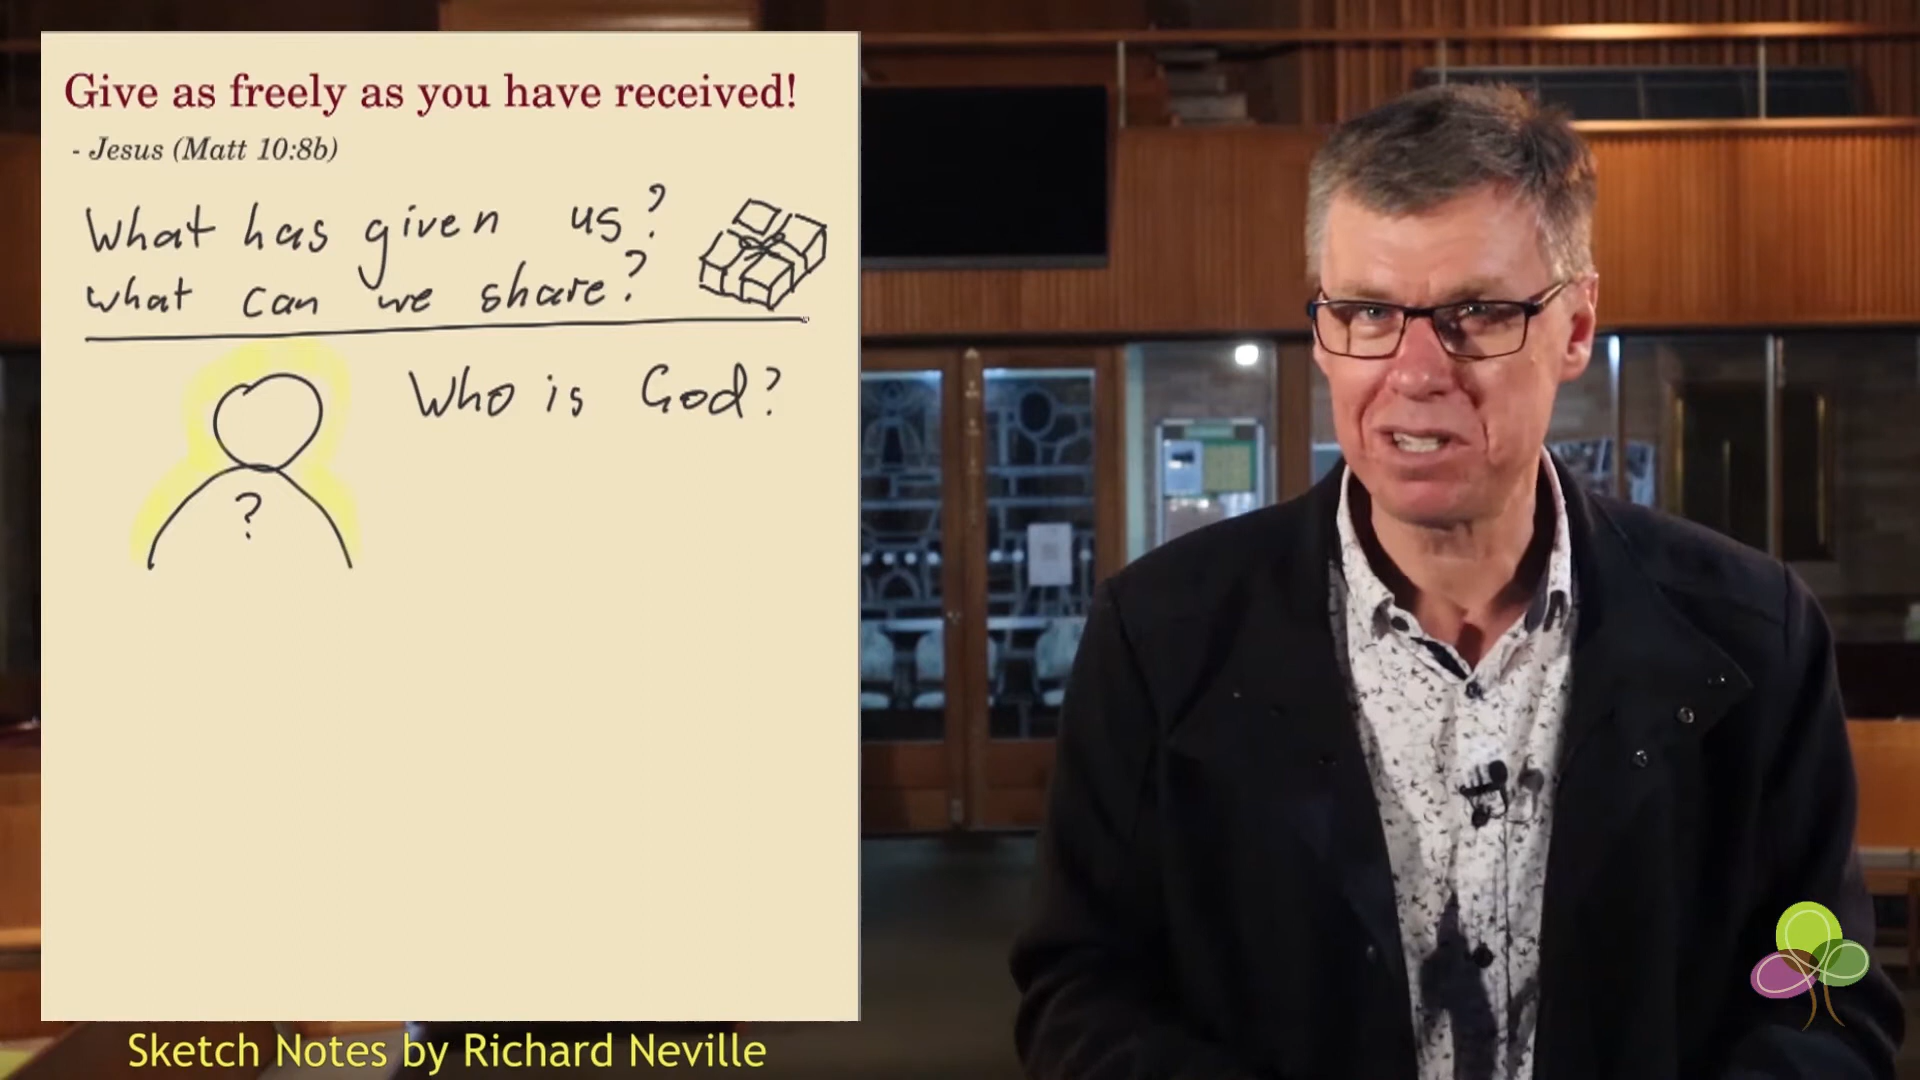 Give as freely as you have received!
- Jesus (Matt 10:8b)
What has given us?
what can we share?
Who is God?
?
Sketch Notes by Richard Neville